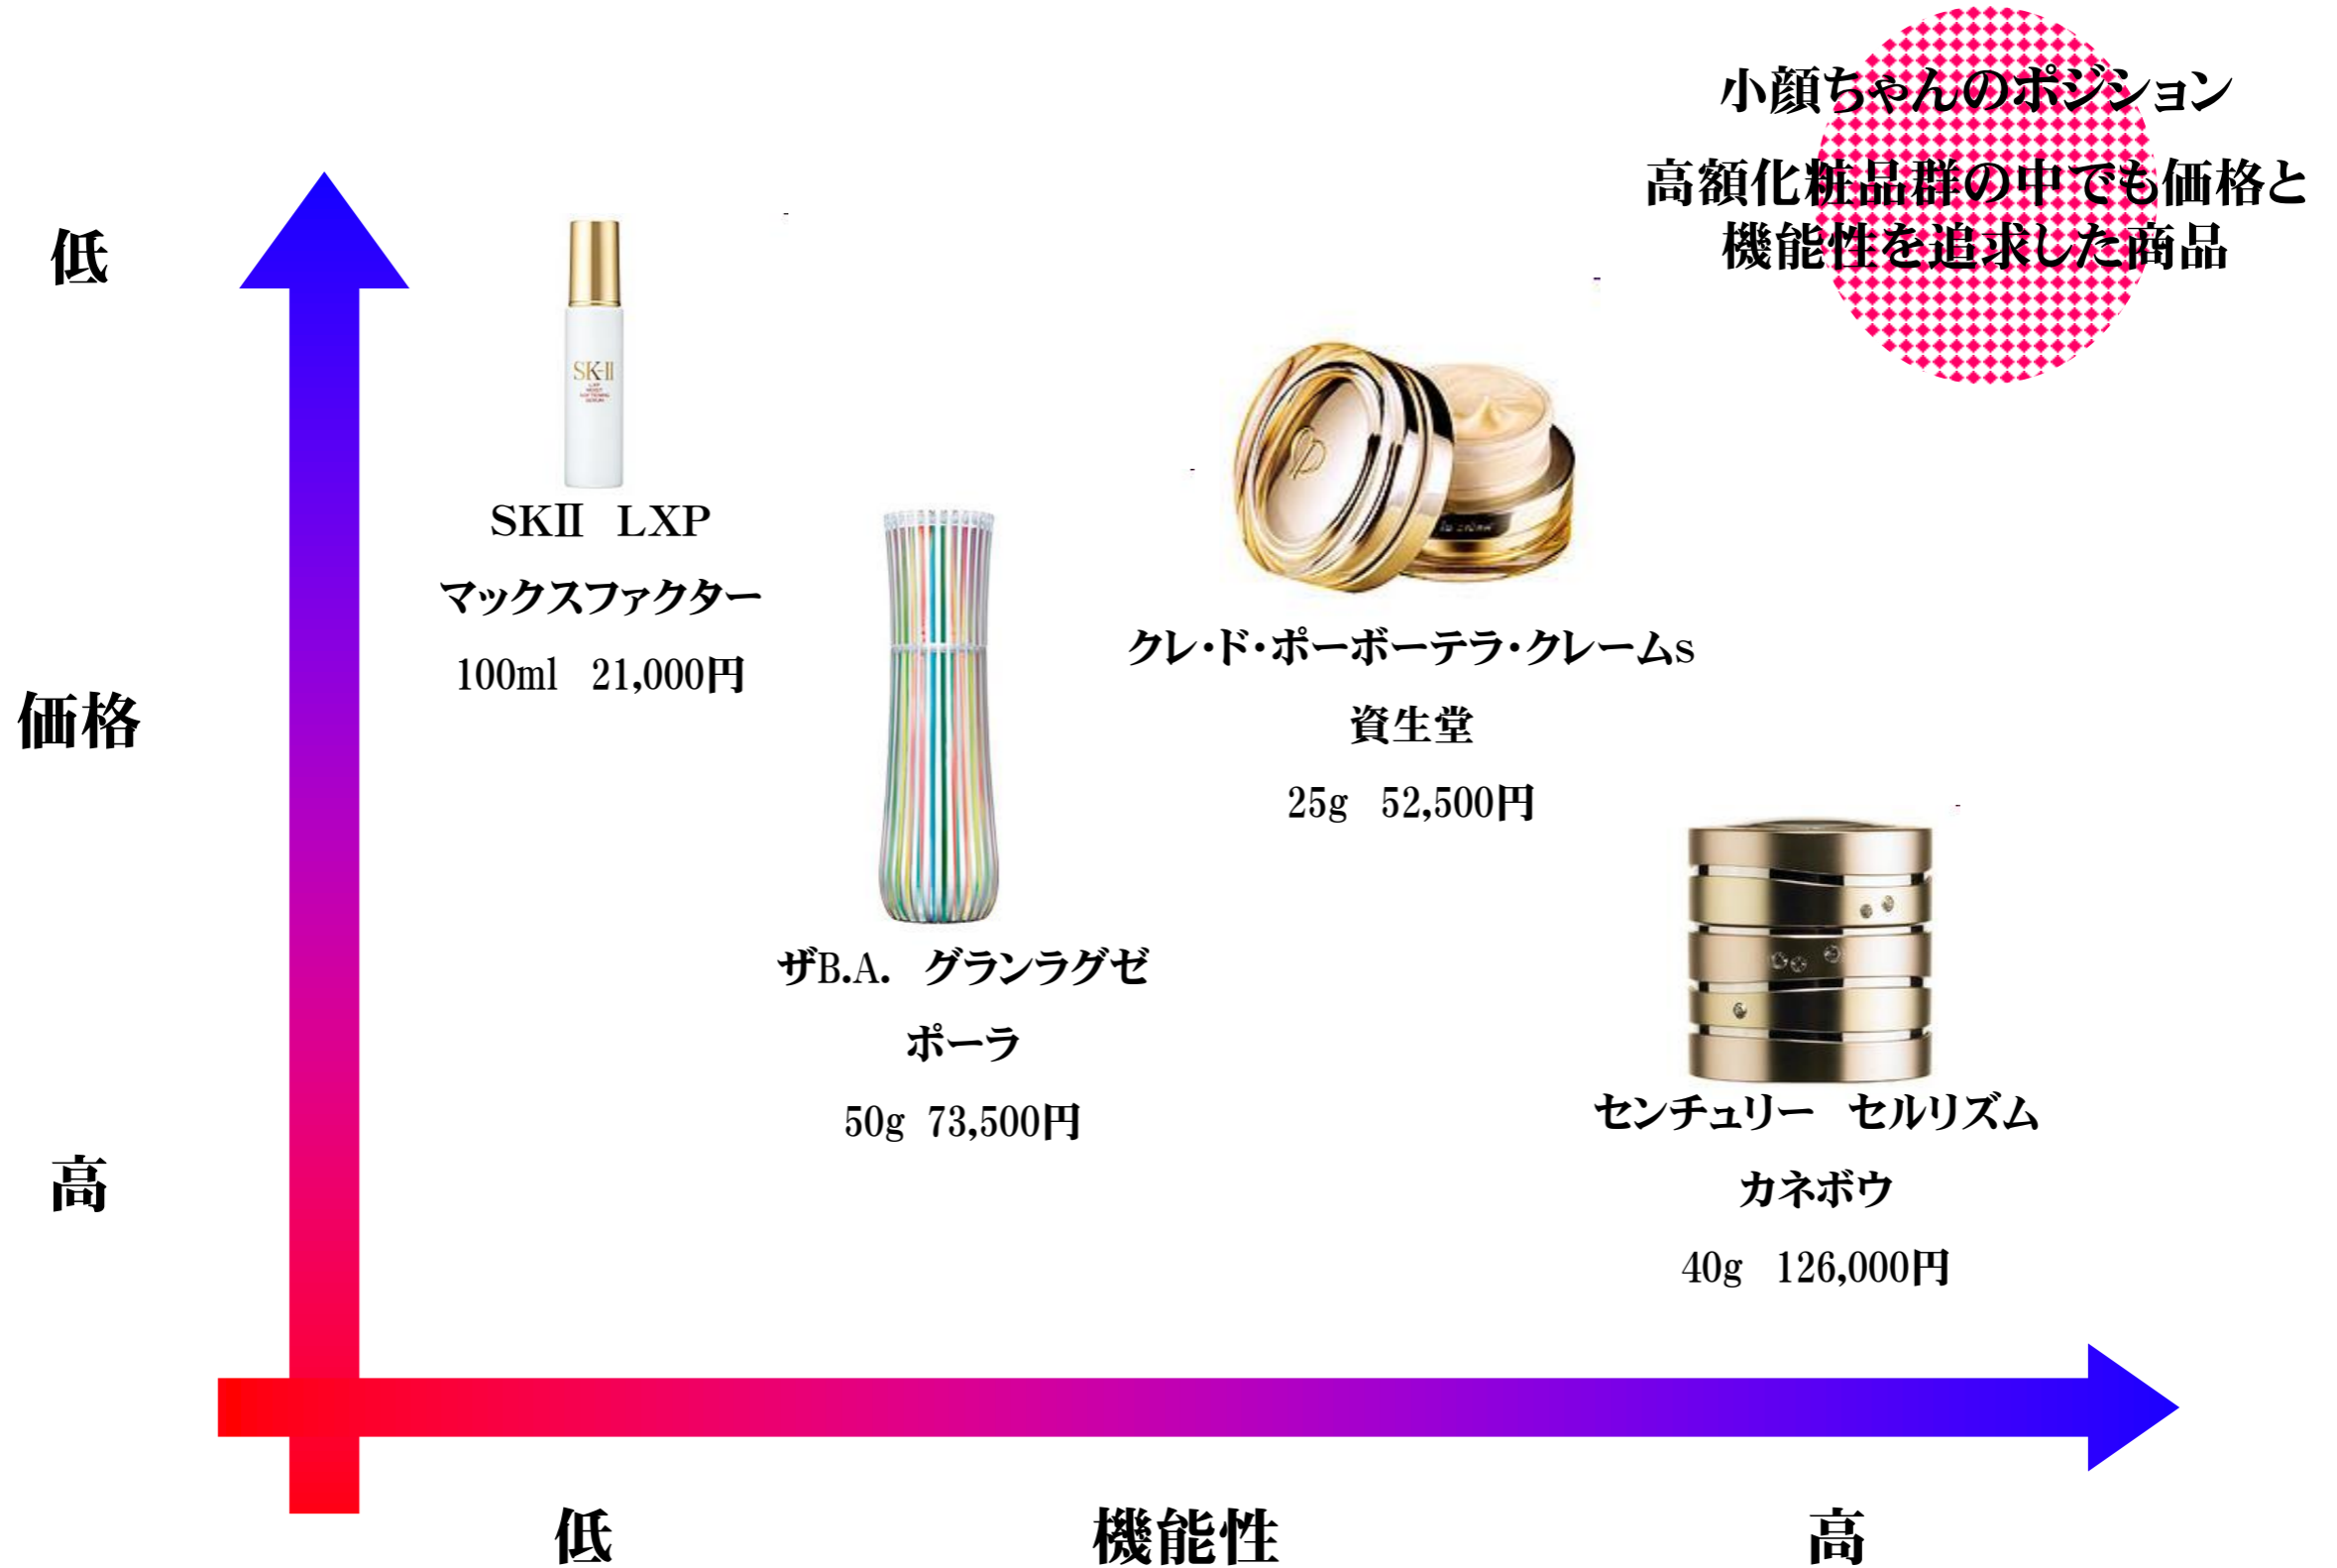 小顔ちゃんのポジション
高額化粧品群の中でも価格と
機能性を追求した商品
低
価格
高
SK-II
LXP
SKⅡ　LXP
マックスファクター
100ml　21,000円
ザB.A.　グランラグゼ
ポーラ
50g　73,500円
クレ・ド・ポーボーテラ・クレームs
資生堂
25g　52,500円
センチュリー　セルリズム
カネボウ
40g　126,000円
低
機能性
高